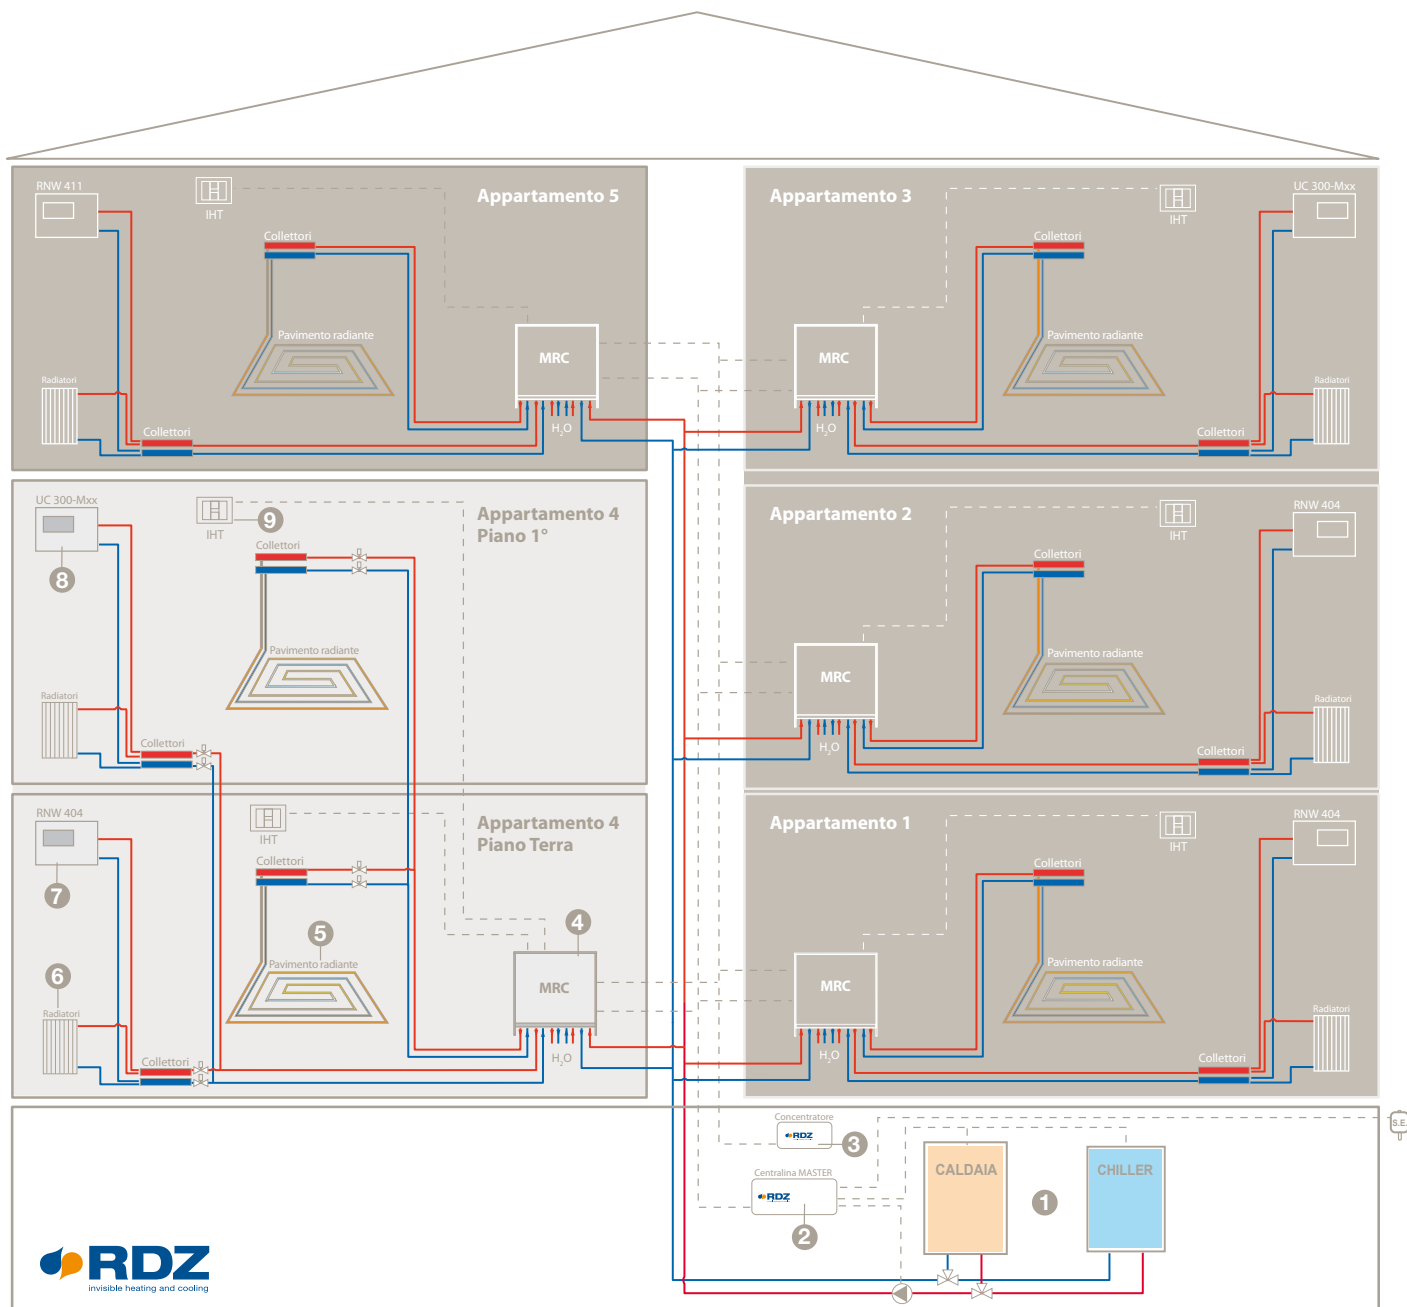 RNW 411
IHT
Appartamento 5
Collettori
Pavimento radiante
MRC
Radiatori
Collettori
H₂O
Appartamento 3
IHT
UC 300-Mxx
Collettori
Pavimento radiante
MRC
Radiatori
H₂O
Collettori
UC 300-Mxx
8
IHT
9
Appartamento 4
Piano 1°
Collettori
Pavimento radiante
Radiatori
Collettori
Appartamento 2
IHT
RNW 404
Collettori
Pavimento radiante
MRC
Radiatori
H₂O
Collettori
RNW 404
7
IHT
Appartamento 4
Piano Terra
Collettori
5
Pavimento radiante
4
MRC
6
Radiatori
Collettori
H₂O
Appartamento 1
IHT
RNW 404
Collettori
Pavimento radiante
MRC
Radiatori
H₂O
Collettori
Concentratore
RDZ
3
Centralina MASTER
RDZ
2
CALDAIA
1
CHILLER
S.E.
RDZ
invisible heating and cooling